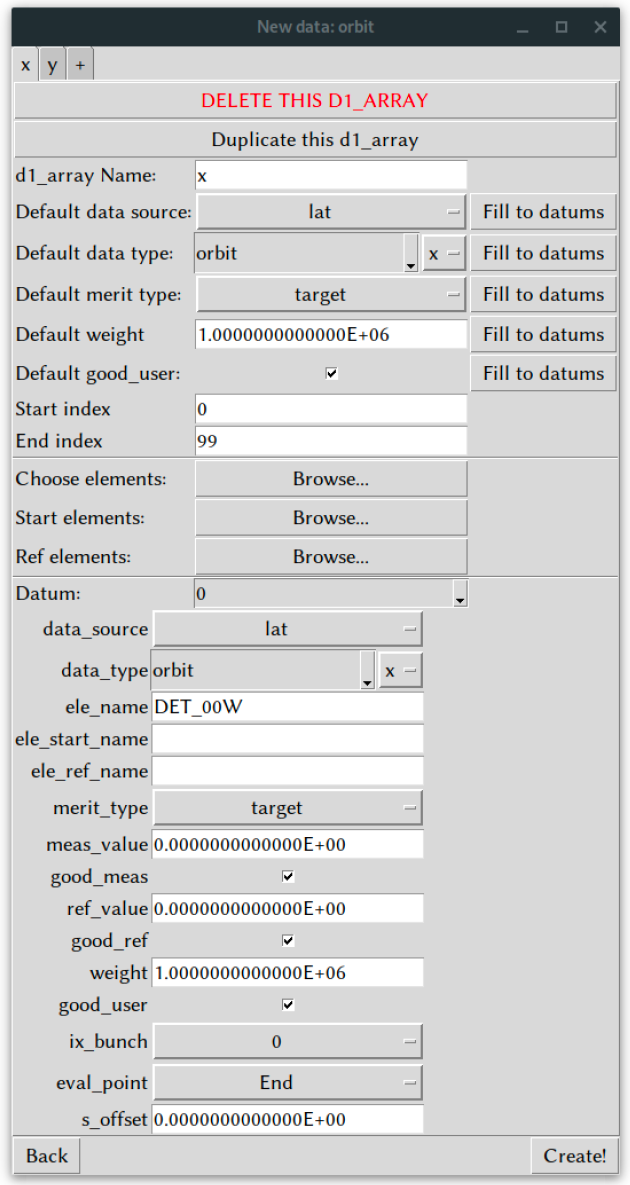 New data: orbit
x y +
DELETE THIS D1_ARRAY
Duplicate this d1_array
d1_array Name: x
Default data source: lat Fill to datums
Default data type: orbit x Fill to datums
Default merit type: target Fill to datums
Default weight 1.0000000000000E+06 Fill to datums
Default good_user: Fill to datums
Start index 0
End index 99
Choose elements: Browse...
Start elements: Browse...
Ref elements: Browse...
Datum: 0
data_source lat
data_type orbit x
ele_name DET_00W
ele_start_name
ele_ref_name
merit_type target
meas_value 0.0000000000000E+00
good_meas
ref_value 0.0000000000000E+00
good_ref
weight 1.0000000000000E+06
good_user
ix_bunch 0
eval_point End
s_offset 0.0000000000000E+00
Back Create!